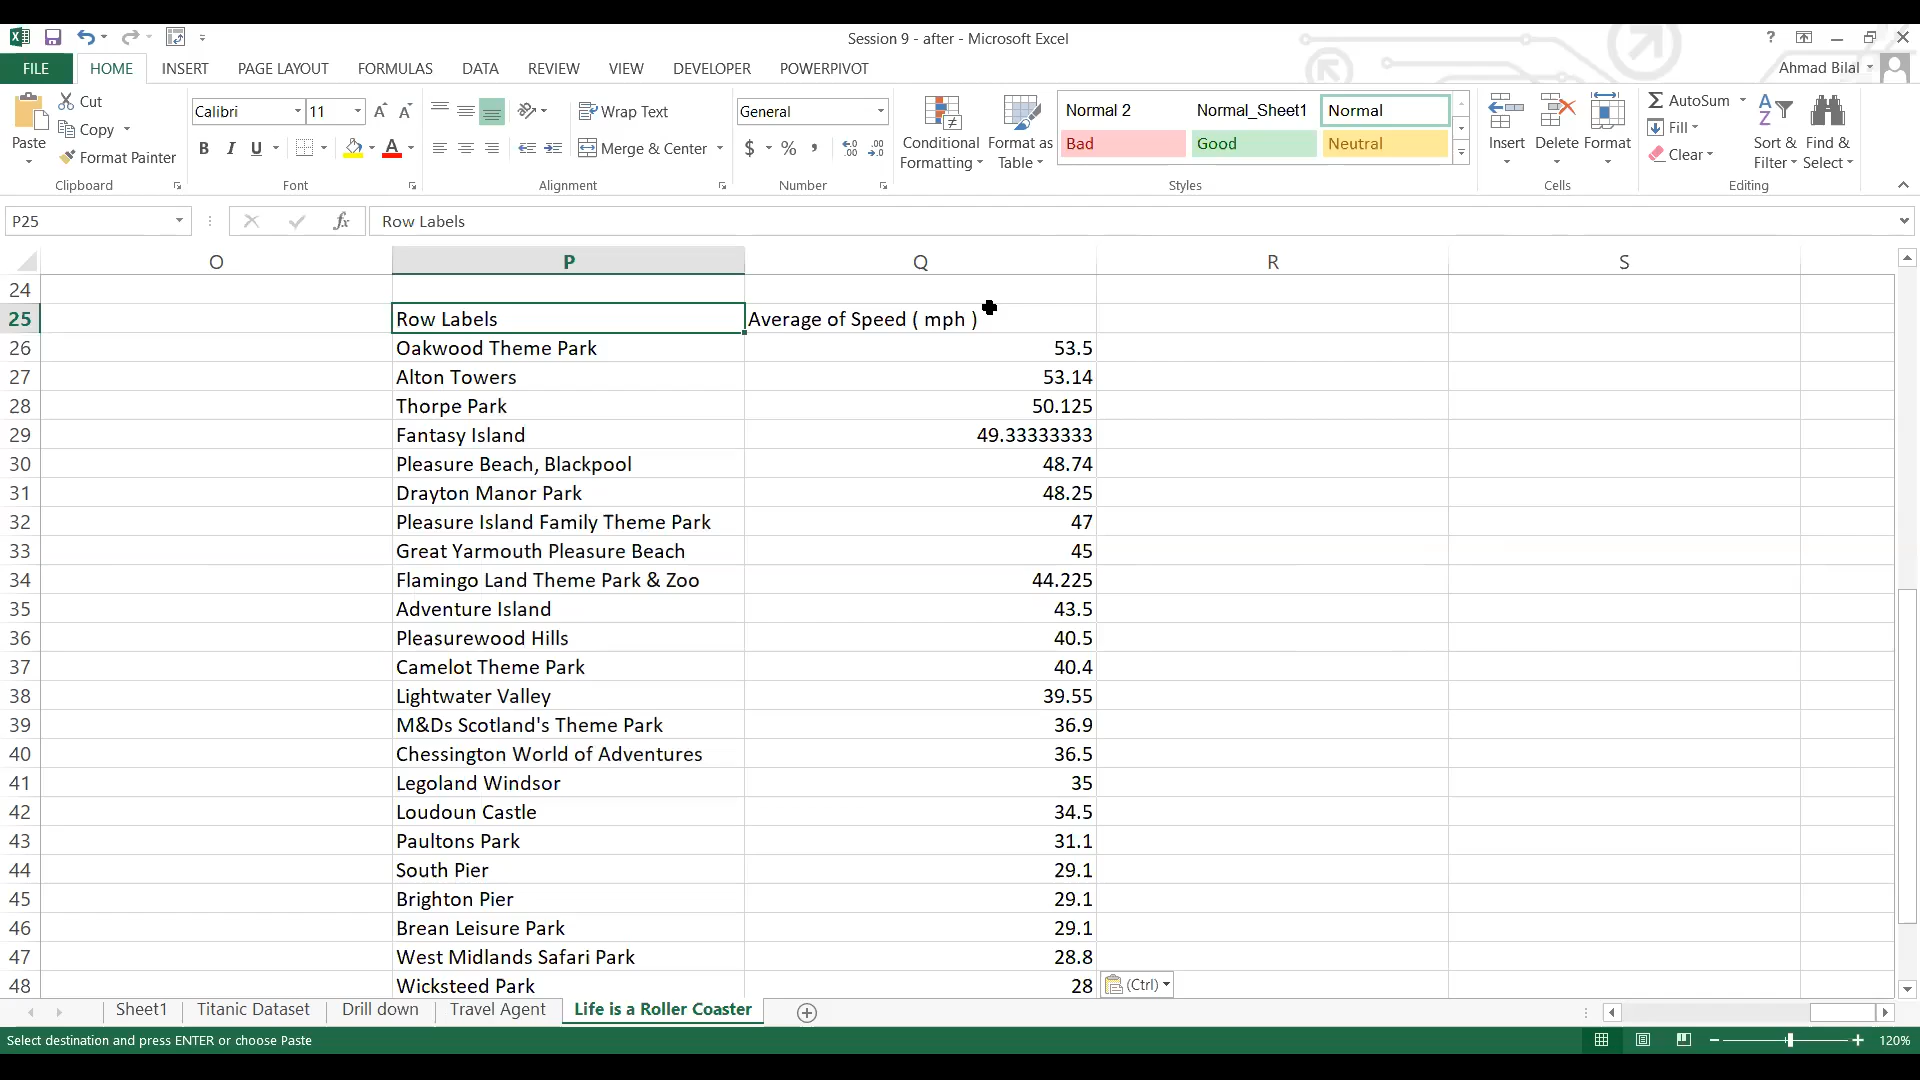 Session 9 - after - Microsoft Excel
?
FILE HOME INSERT PAGE LAYOUT FORMULAS DATA REVIEW VIEW DEVELOPER POWERPIVOT Ahmad Bilal
Paste
Cut
Copy
Format Painter
Clipboard
Calibri 11
B I U
Font
Wrap Text
Merge & Center
Alignment
General
$ % ,
Number
Conditional Formatting
Format as Table
Normal 2 Normal_Sheet1 Normal
Bad Good Neutral
Styles
Insert Delete Format
Cells
AutoSum
Fill
Clear
Sort & Filter
Find & Select
Editing
P25 fx Row Labels
O P Q R S
24
25 Row Labels Average of Speed ( mph )
26 Oakwood Theme Park 53.5
27 Alton Towers 53.14
28 Thorpe Park 50.125
29 Fantasy Island 49.33333333
30 Pleasure Beach, Blackpool 48.74
31 Drayton Manor Park 48.25
32 Pleasure Island Family Theme Park 47
33 Great Yarmouth Pleasure Beach 45
34 Flamingo Land Theme Park & Zoo 44.225
35 Adventure Island 43.5
36 Pleasurewood Hills 40.5
37 Camelot Theme Park 40.4
38 Lightwater Valley 39.55
39 M&Ds Scotland's Theme Park 36.9
40 Chessington World of Adventures 36.5
41 Legoland Windsor 35
42 Loudoun Castle 34.5
43 Paultons Park 31.1
44 South Pier 29.1
45 Brighton Pier 29.1
46 Brean Leisure Park 29.1
47 West Midlands Safari Park 28.8
48 Wicksteed Park 28 (Ctrl)
Sheet1 Titanic Dataset Drill down Travel Agent Life is a Roller Coaster
Select destination and press ENTER or choose Paste 120%